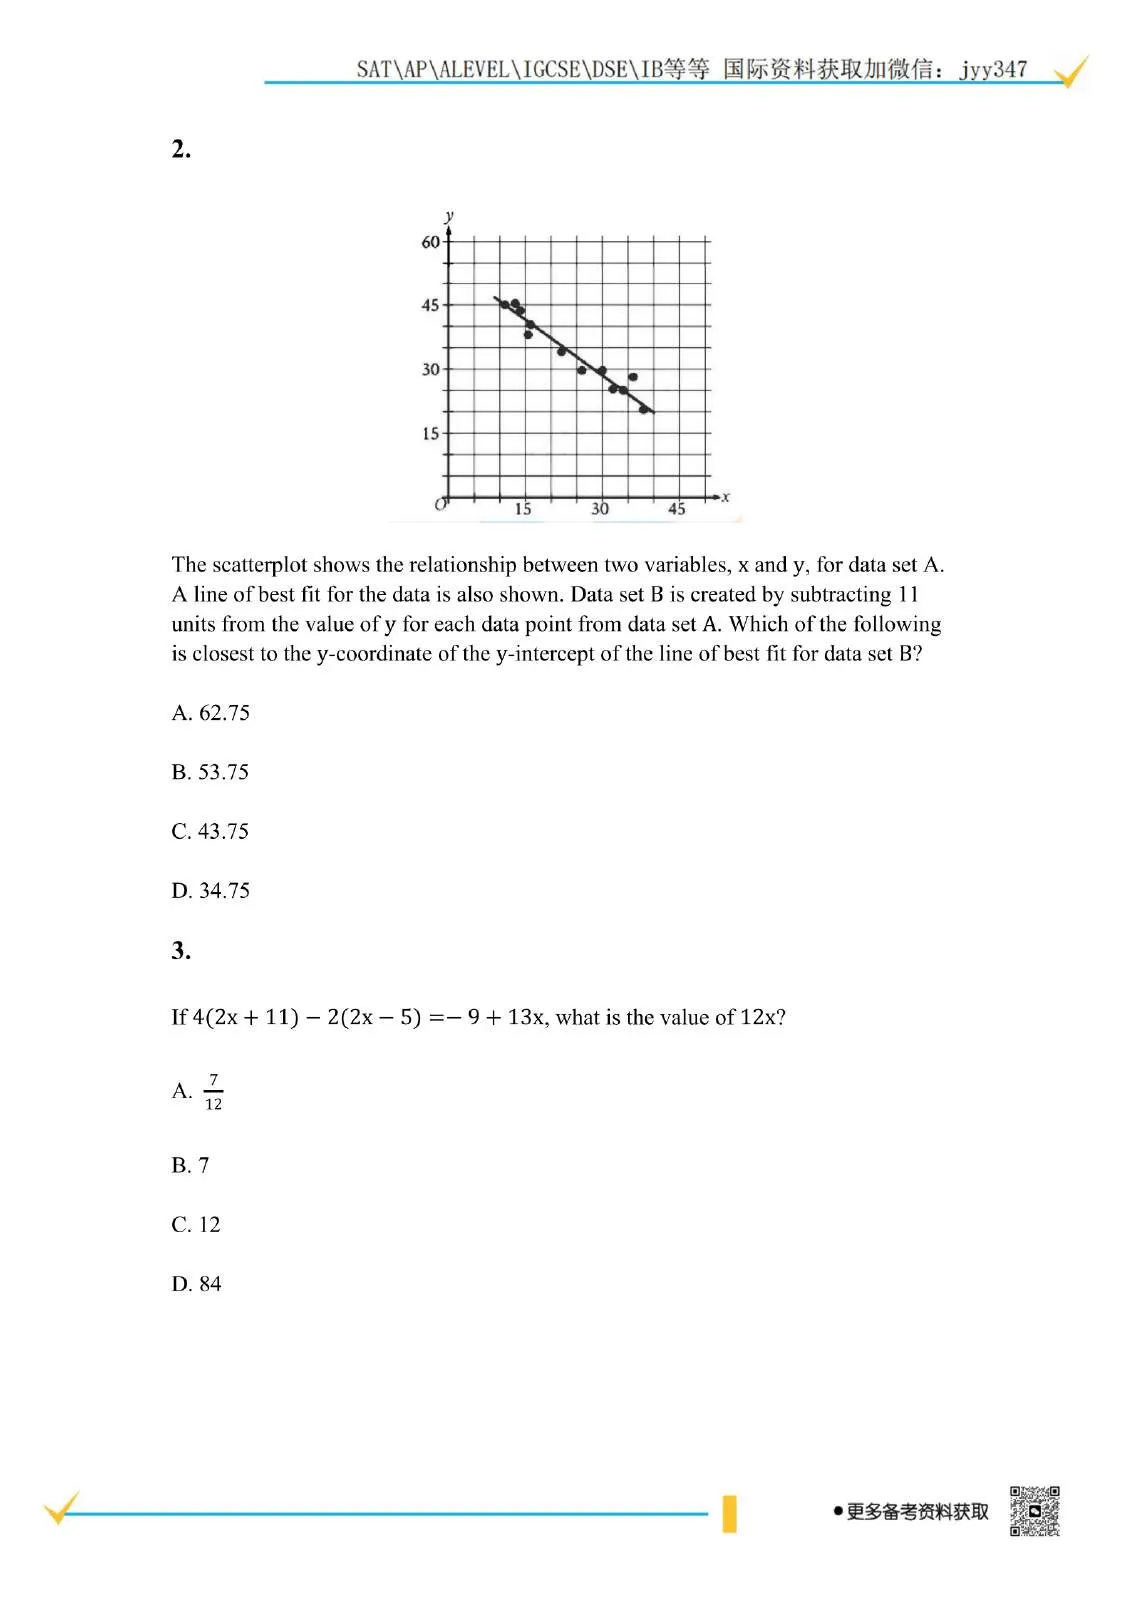 SAT\AP\ALEVEL\IGCSE\DSE\IB等等 国际资料获取加微信：jyy347
2.
y
60
45
30
15
O
15
30
45
x
The scatterplot shows the relationship between two variables, x and y, for data set A.
A line of best fit for the data is also shown. Data set B is created by subtracting 11
units from the value of y for each data point from data set A. Which of the following
is closest to the y-coordinate of the y-intercept of the line of best fit for data set B?
A. 62.75
B. 53.75
C. 43.75
D. 34.75
3.
If 4(2x + 11) − 2(2x − 5) =− 9 + 13x, what is the value of 12x?
A. 7/12
B. 7
C. 12
D. 84
●更多备考资料获取